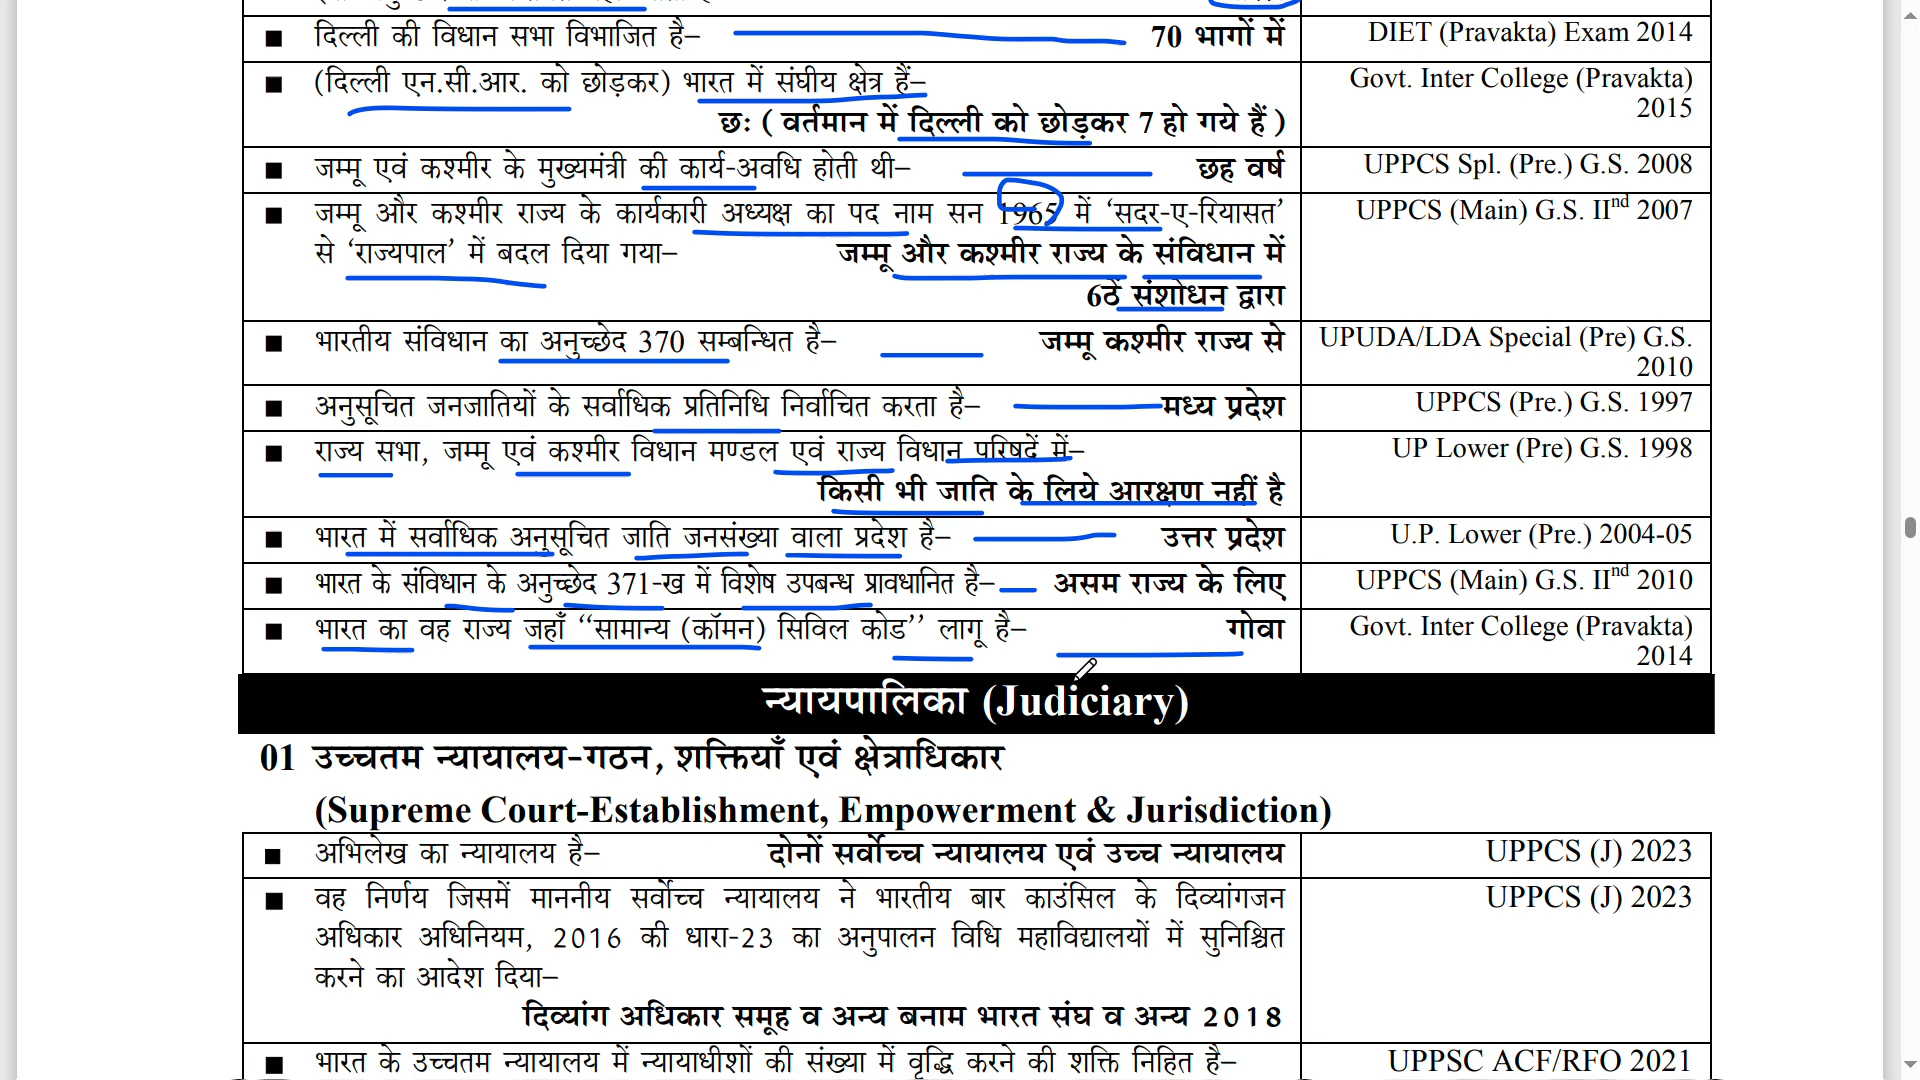 दिल्ली की विधान सभा विभाजित है– 70 भागों में DIET (Pravakta) Exam 2014
(दिल्ली एन.सी.आर. को छोड़कर) भारत में संघीय क्षेत्र हैं– Govt. Inter College (Pravakta)
छः ( वर्तमान में दिल्ली को छोड़कर 7 हो गये हैं ) 2015
जम्मू एवं कश्मीर के मुख्यमंत्री की कार्य-अवधि होती थी– छह वर्ष UPPCS Spl. (Pre.) G.S. 2008
जम्मू और कश्मीर राज्य के कार्यकारी अध्यक्ष का पद नाम सन 1965 में ‘सदर-ए-रियासत’ UPPCS (Main) G.S. IInd 2007
से ‘राज्यपाल’ में बदल दिया गया– जम्मू और कश्मीर राज्य के संविधान में
6ठें संशोधन द्वारा
भारतीय संविधान का अनुच्छेद 370 सम्बन्धित है– जम्मू कश्मीर राज्य से UPUDA/LDA Special (Pre) G.S.
2010
अनुसूचित जनजातियों के सर्वाधिक प्रतिनिधि निर्वाचित करता है– मध्य प्रदेश UPPCS (Pre.) G.S. 1997
राज्य सभा, जम्मू एवं कश्मीर विधान मण्डल एवं राज्य विधान परिषदें में– UP Lower (Pre) G.S. 1998
किसी भी जाति के लिये आरक्षण नहीं है
भारत में सर्वाधिक अनुसूचित जाति जनसंख्या वाला प्रदेश है– उत्तर प्रदेश U.P. Lower (Pre.) 2004-05
भारत के संविधान के अनुच्छेद 371-ख में विशेष उपबन्ध प्रावधानित है– असम राज्य के लिए UPPCS (Main) G.S. IInd 2010
भारत का वह राज्य जहाँ “सामान्य (कॉमन) सिविल कोड” लागू है– गोवा Govt. Inter College (Pravakta)
2014
न्यायपालिका (Judiciary)
01 उच्चतम न्यायालय-गठन, शक्तियाँ एवं क्षेत्राधिकार
(Supreme Court-Establishment, Empowerment & Jurisdiction)
अभिलेख का न्यायालय है– दोनों सर्वोच्च न्यायालय एवं उच्च न्यायालय UPPCS (J) 2023
वह निर्णय जिसमें माननीय सर्वोच्च न्यायालय ने भारतीय बार काउंसिल के दिव्यांगजन UPPCS (J) 2023
अधिकार अधिनियम, 2016 की धारा-23 का अनुपालन विधि महाविद्यालयों में सुनिश्चित
करने का आदेश दिया–
दिव्यांग अधिकार समूह व अन्य बनाम भारत संघ व अन्य 2018
भारत के उच्चतम न्यायालय में न्यायाधीशों की संख्या में वृद्धि करने की शक्ति निहित है– UPPSC ACF/RFO 2021